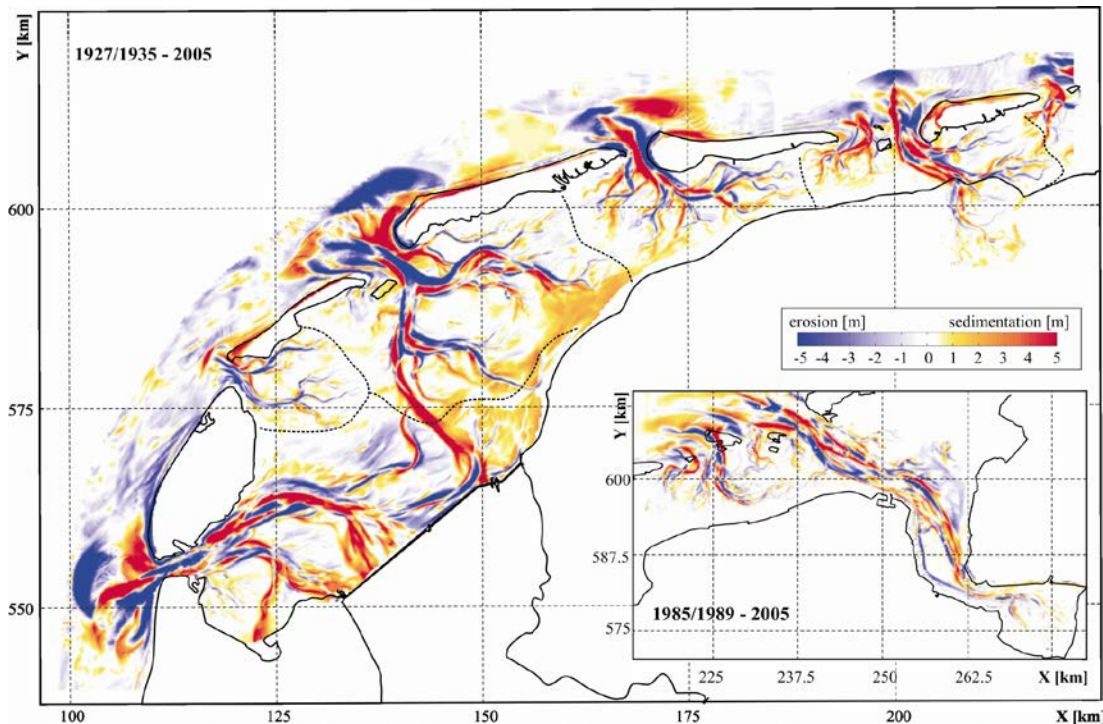 Y [km]
1927/1935 - 2005
600
575
550
100
125
150
175
200
X [km]
erosion [m]
sedimentation [m]
-5 -4 -3 -2 -1 0 1 2 3 4 5
Y [km]
600
587.5
575
1985/1989 - 2005
225
237.5
250
262.5
X [km]